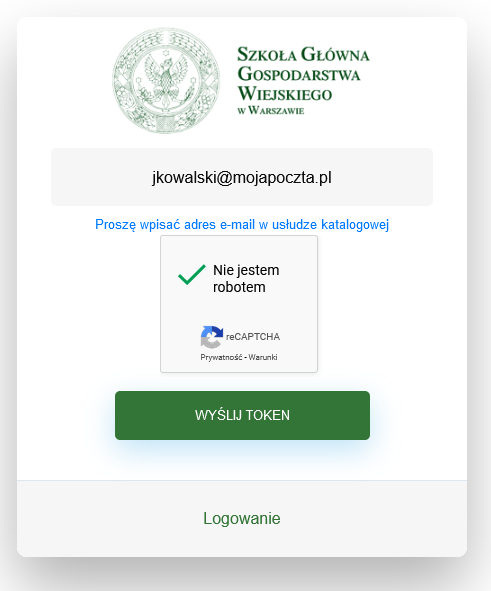 SZKOŁA GŁÓWNA
GOSPODARSTWA
WIEJSKIEGO
W WARSZAWIE
jkowalski@mojapoczta.pl
Proszę wpisać adres e-mail w usłudze katalogowej
Nie jestem
robotem
reCAPTCHA
Prywatność - Warunki
WYŚLIJ TOKEN
Logowanie